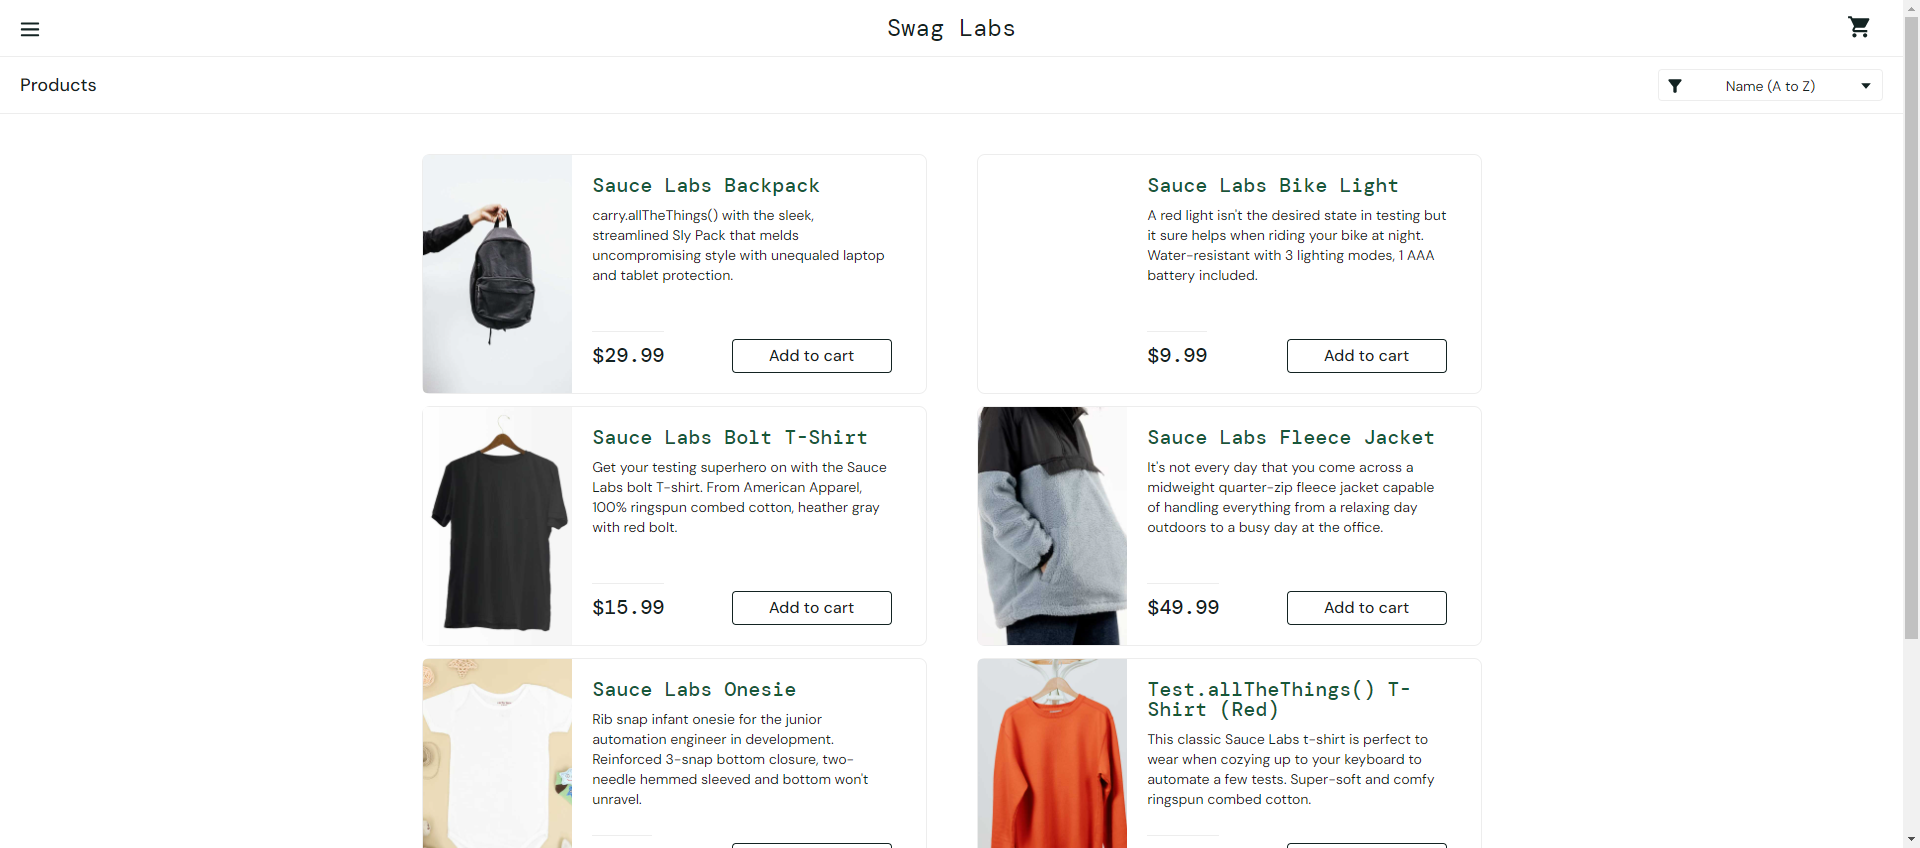 Swag Labs
Products
Name (A to Z)
Sauce Labs Backpack
carry.allTheThings() with the sleek,
streamlined Sly Pack that melds
uncompromising style with unequaled laptop
and tablet protection.
$29.99
Add to cart
Sauce Labs Bike Light
A red light isn't the desired state in testing but
it sure helps when riding your bike at night.
Water-resistant with 3 lighting modes, 1 AAA
battery included.
$9.99
Add to cart
Sauce Labs Bolt T-Shirt
Get your testing superhero on with the Sauce
Labs bolt T-shirt. From American Apparel,
100% ringspun combed cotton, heather gray
with red bolt.
$15.99
Add to cart
Sauce Labs Fleece Jacket
It's not every day that you come across a
midweight quarter-zip fleece jacket capable
of handling everything from a relaxing day
outdoors to a busy day at the office.
$49.99
Add to cart
Sauce Labs Onesie
Rib snap infant onesie for the junior
automation engineer in development.
Reinforced 3-snap bottom closure, two-
needle hemmed sleeved and bottom won't
unravel.
Test.allTheThings() T-
Shirt (Red)
This classic Sauce Labs t-shirt is perfect to
wear when cozying up to your keyboard to
automate a few tests. Super-soft and comfy
ringspun combed cotton.